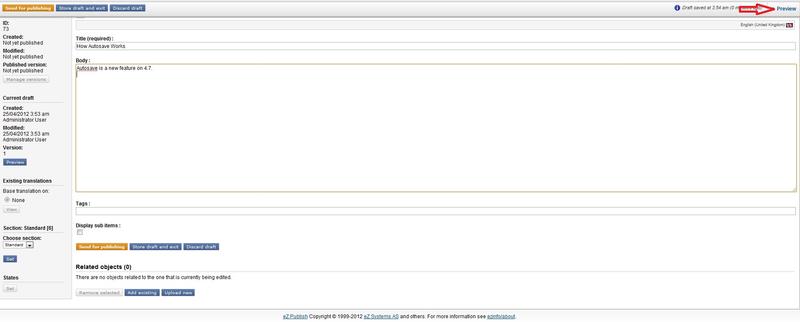 Send for publishing Store draft and exit Discard draft
Draft saved at 3:54 am
Preview
ID:
73
Created:
Not yet published
Modified:
Not yet published
Published version:
Not yet published
Manage versions
Current draft
Created:
25/04/2012 3:53 am
Administrator User
Modified:
25/04/2012 3:53 am
Administrator User
Version:
1
Preview
Existing translations
Base translation on:
None
View
Section: Standard [6]
Choose section:
Standard
Set
States
Set
English (United Kingdom)
Title (required) :
How Autosave Works
Body :
Autosave is a new feature on 4.7.
Tags :
Display sub items :
Send for publishing Store draft and exit Discard draft
Related objects (0)
There are no objects related to the one that is currently being edited.
Remove selected Add existing Upload new
eZ Publish Copyright © 1999-2012 eZ Systems AS and others. For more information see ezinfo/about.